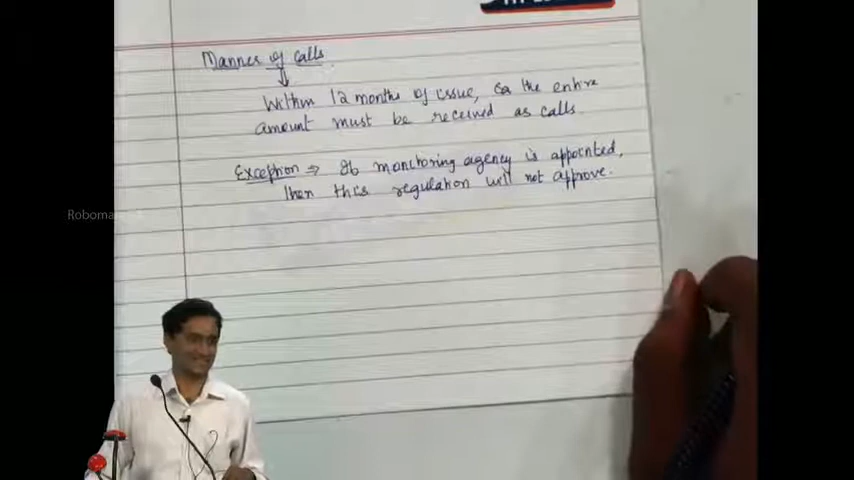 Manner of calls
Within 12 months of issue, the entire
amount must be received as calls
Exception ⇒ If monitoring agency is appointed,
then this regulation will not approve.
Roboma